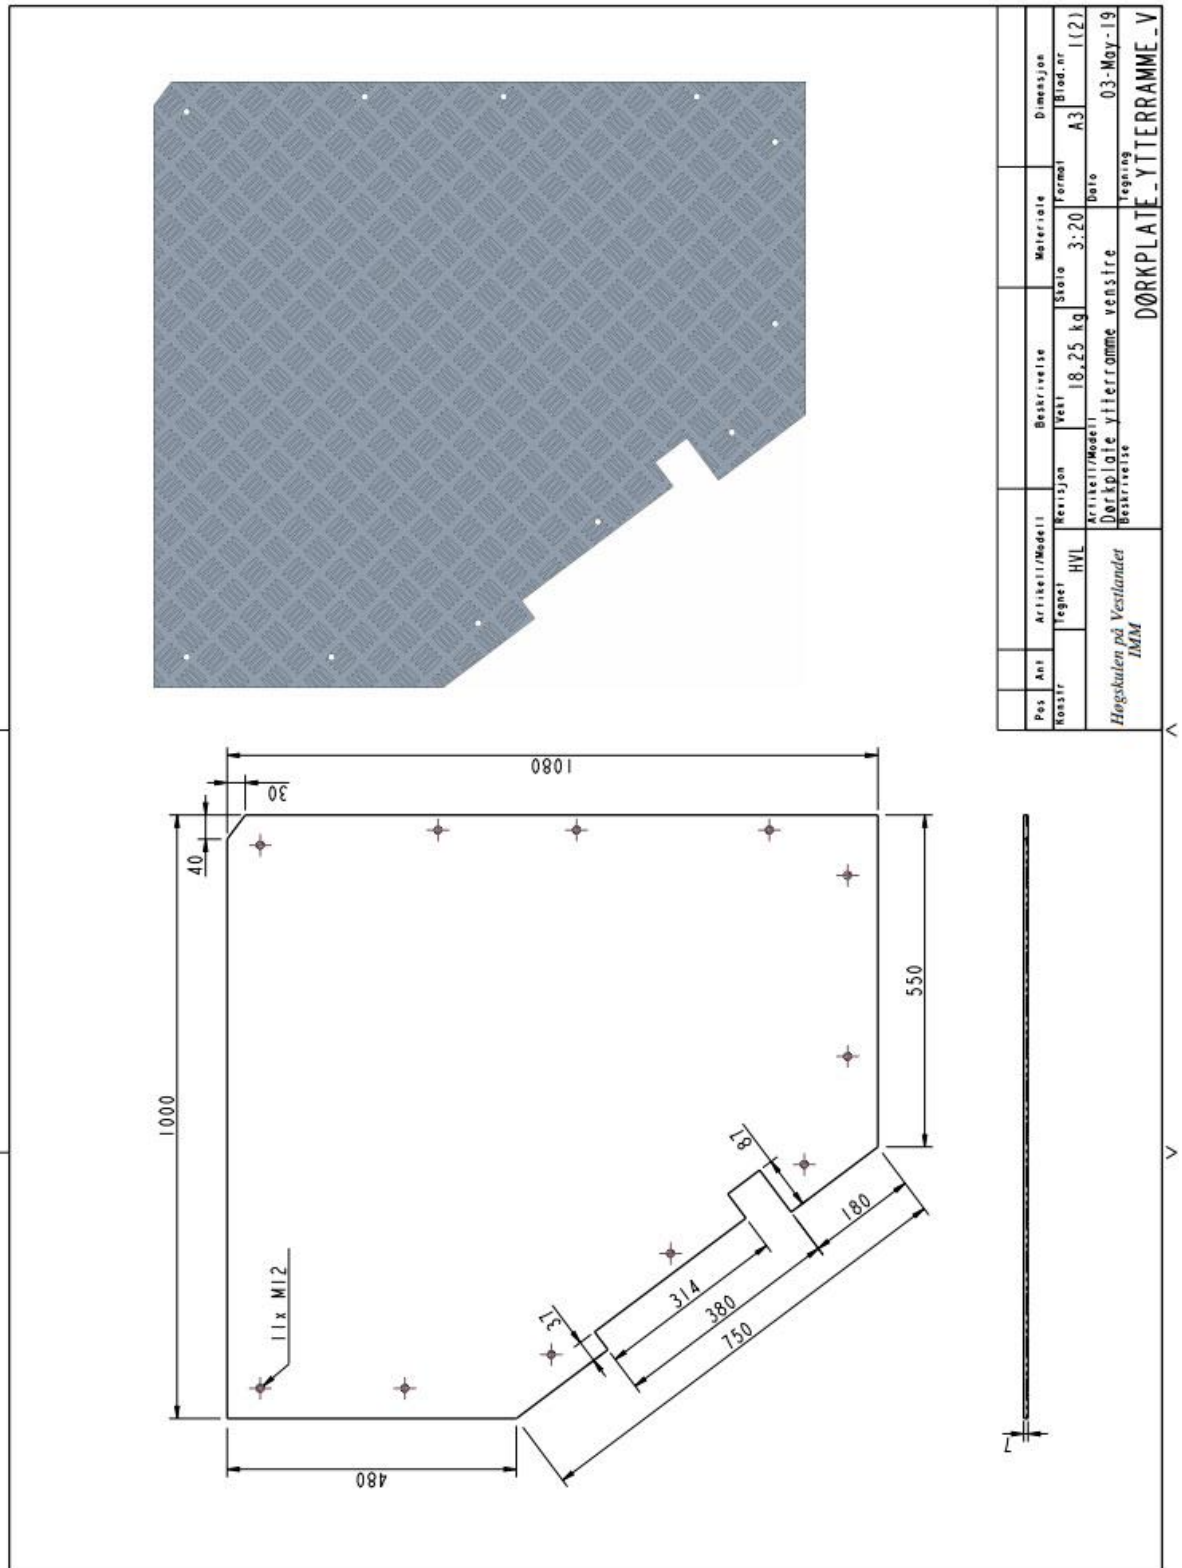 1000
40
30
1080
11x M12
480
37
314
380
750
180
87
550
7
Pos
Ant
Artikell/Modell
Beskrivelse
Materiale
Dimensjon
Konstr
Tegnet
HVL
Revisjon
Vekt
18,25 kg
Skala
3:20
Format
A3
Blad.nr
1(2)
Høgskulen på Vestlandet
IMM
Artikell/Modell
Dørkplate ytterramme venstre
Dato
03-May-19
Beskrivelse
Tegning
DØRKPLATE_YTTERRAMME_V